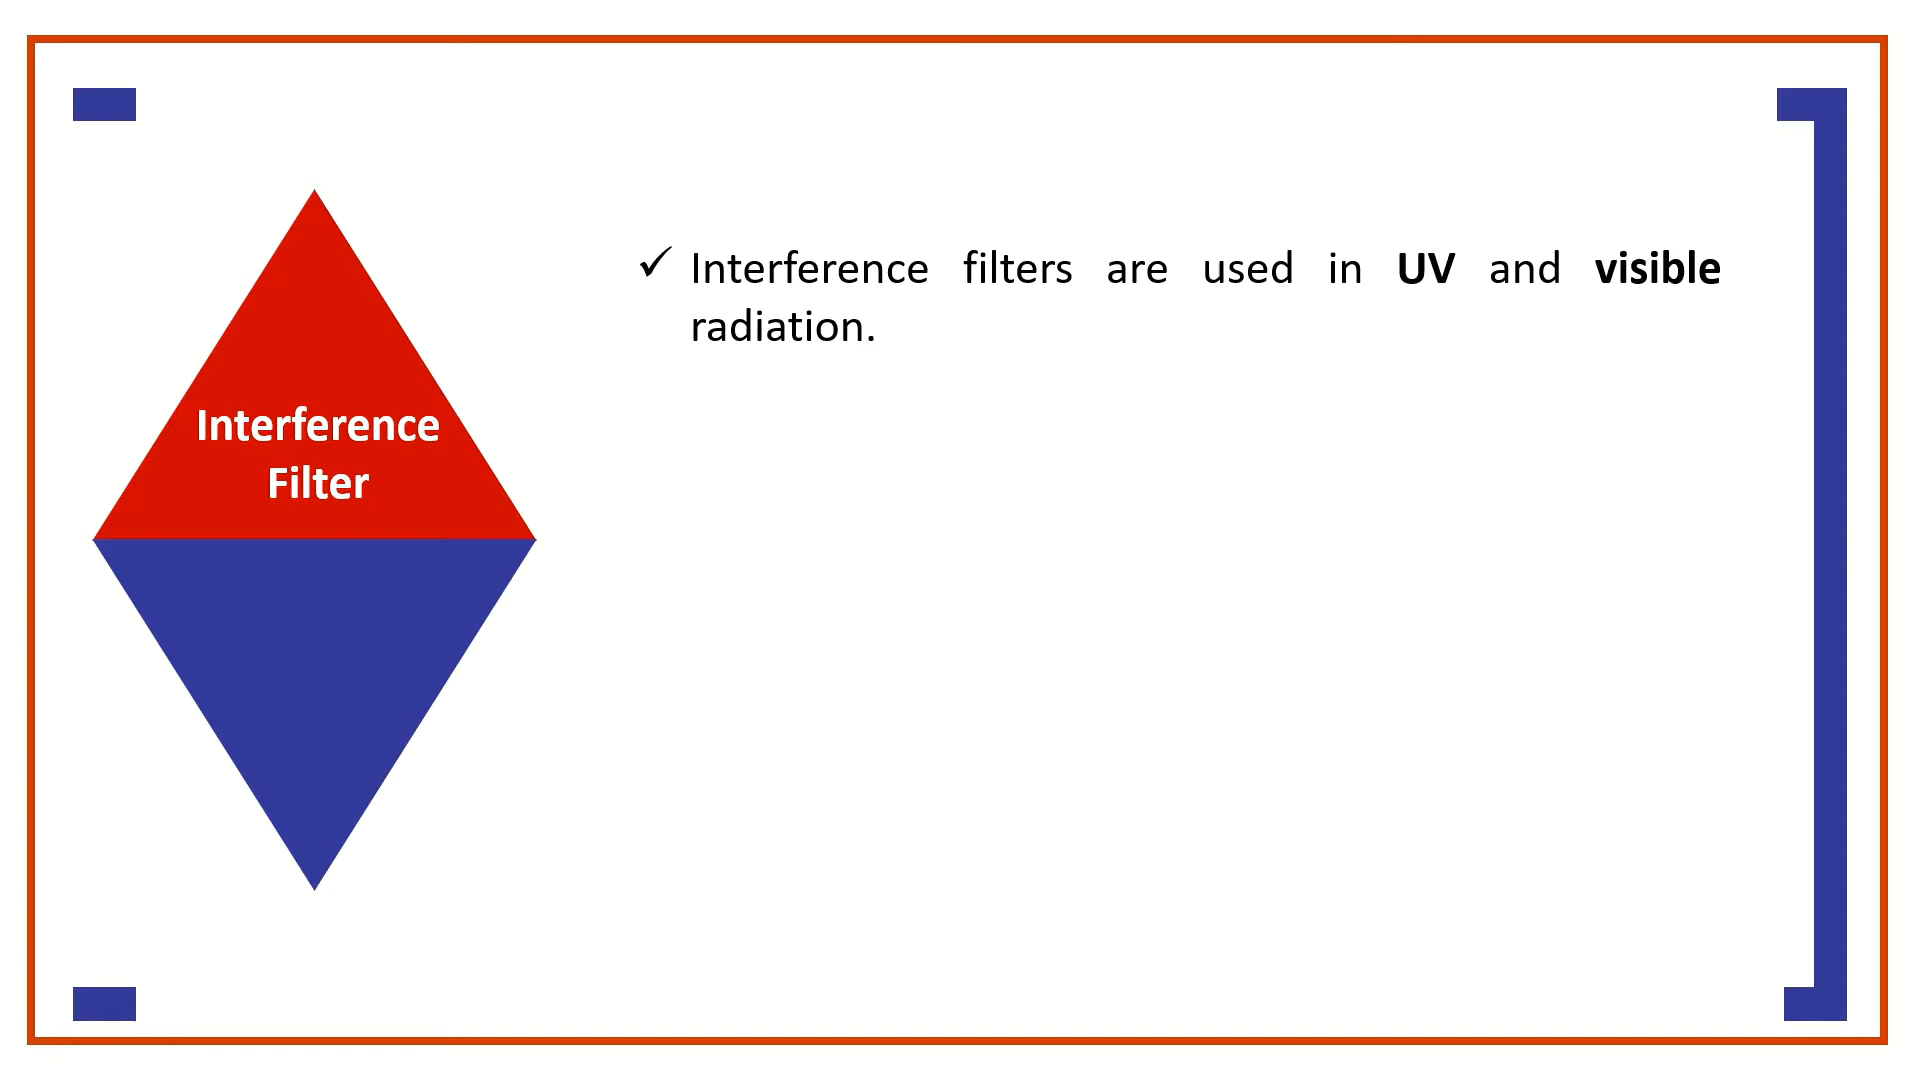 Interference
Filter
✓ Interference filters are used in UV and visible
radiation.